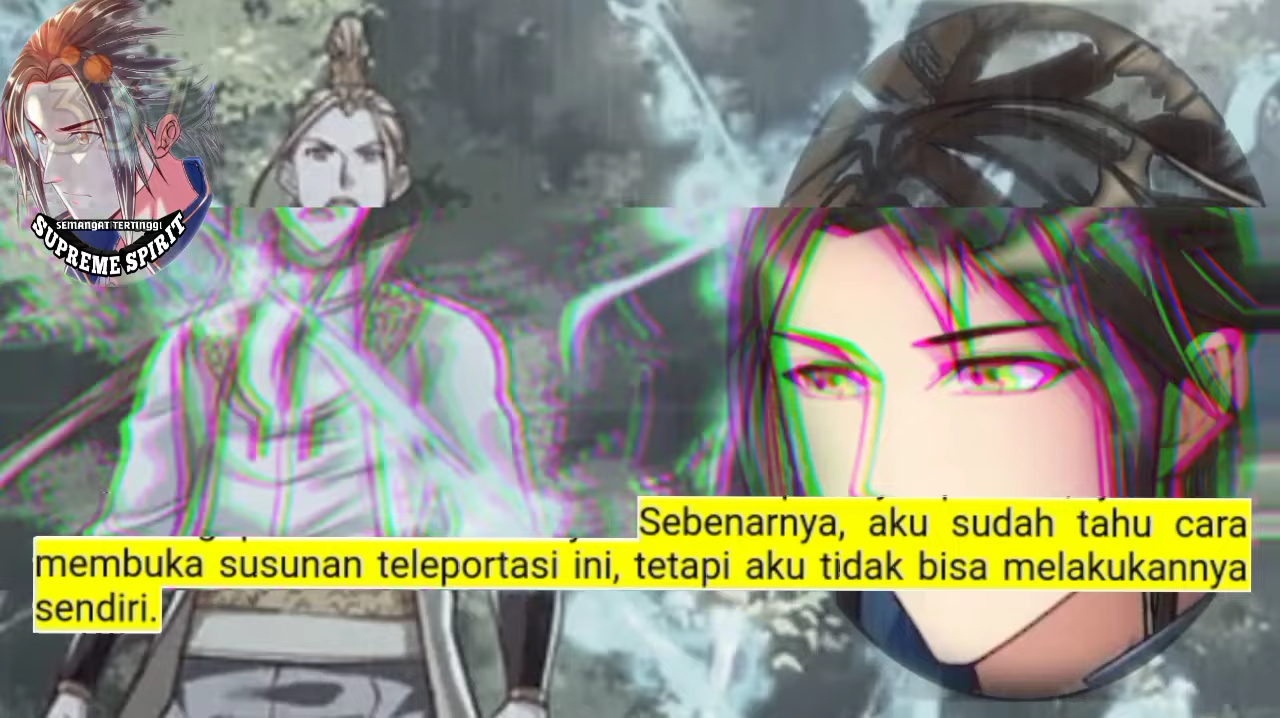 SEMANGAT TERTINGGI
SUPREME SPIRIT
Sebenarnya, aku sudah tahu cara
membuka susunan teleportasi ini, tetapi aku tidak bisa melakukannya
sendiri.